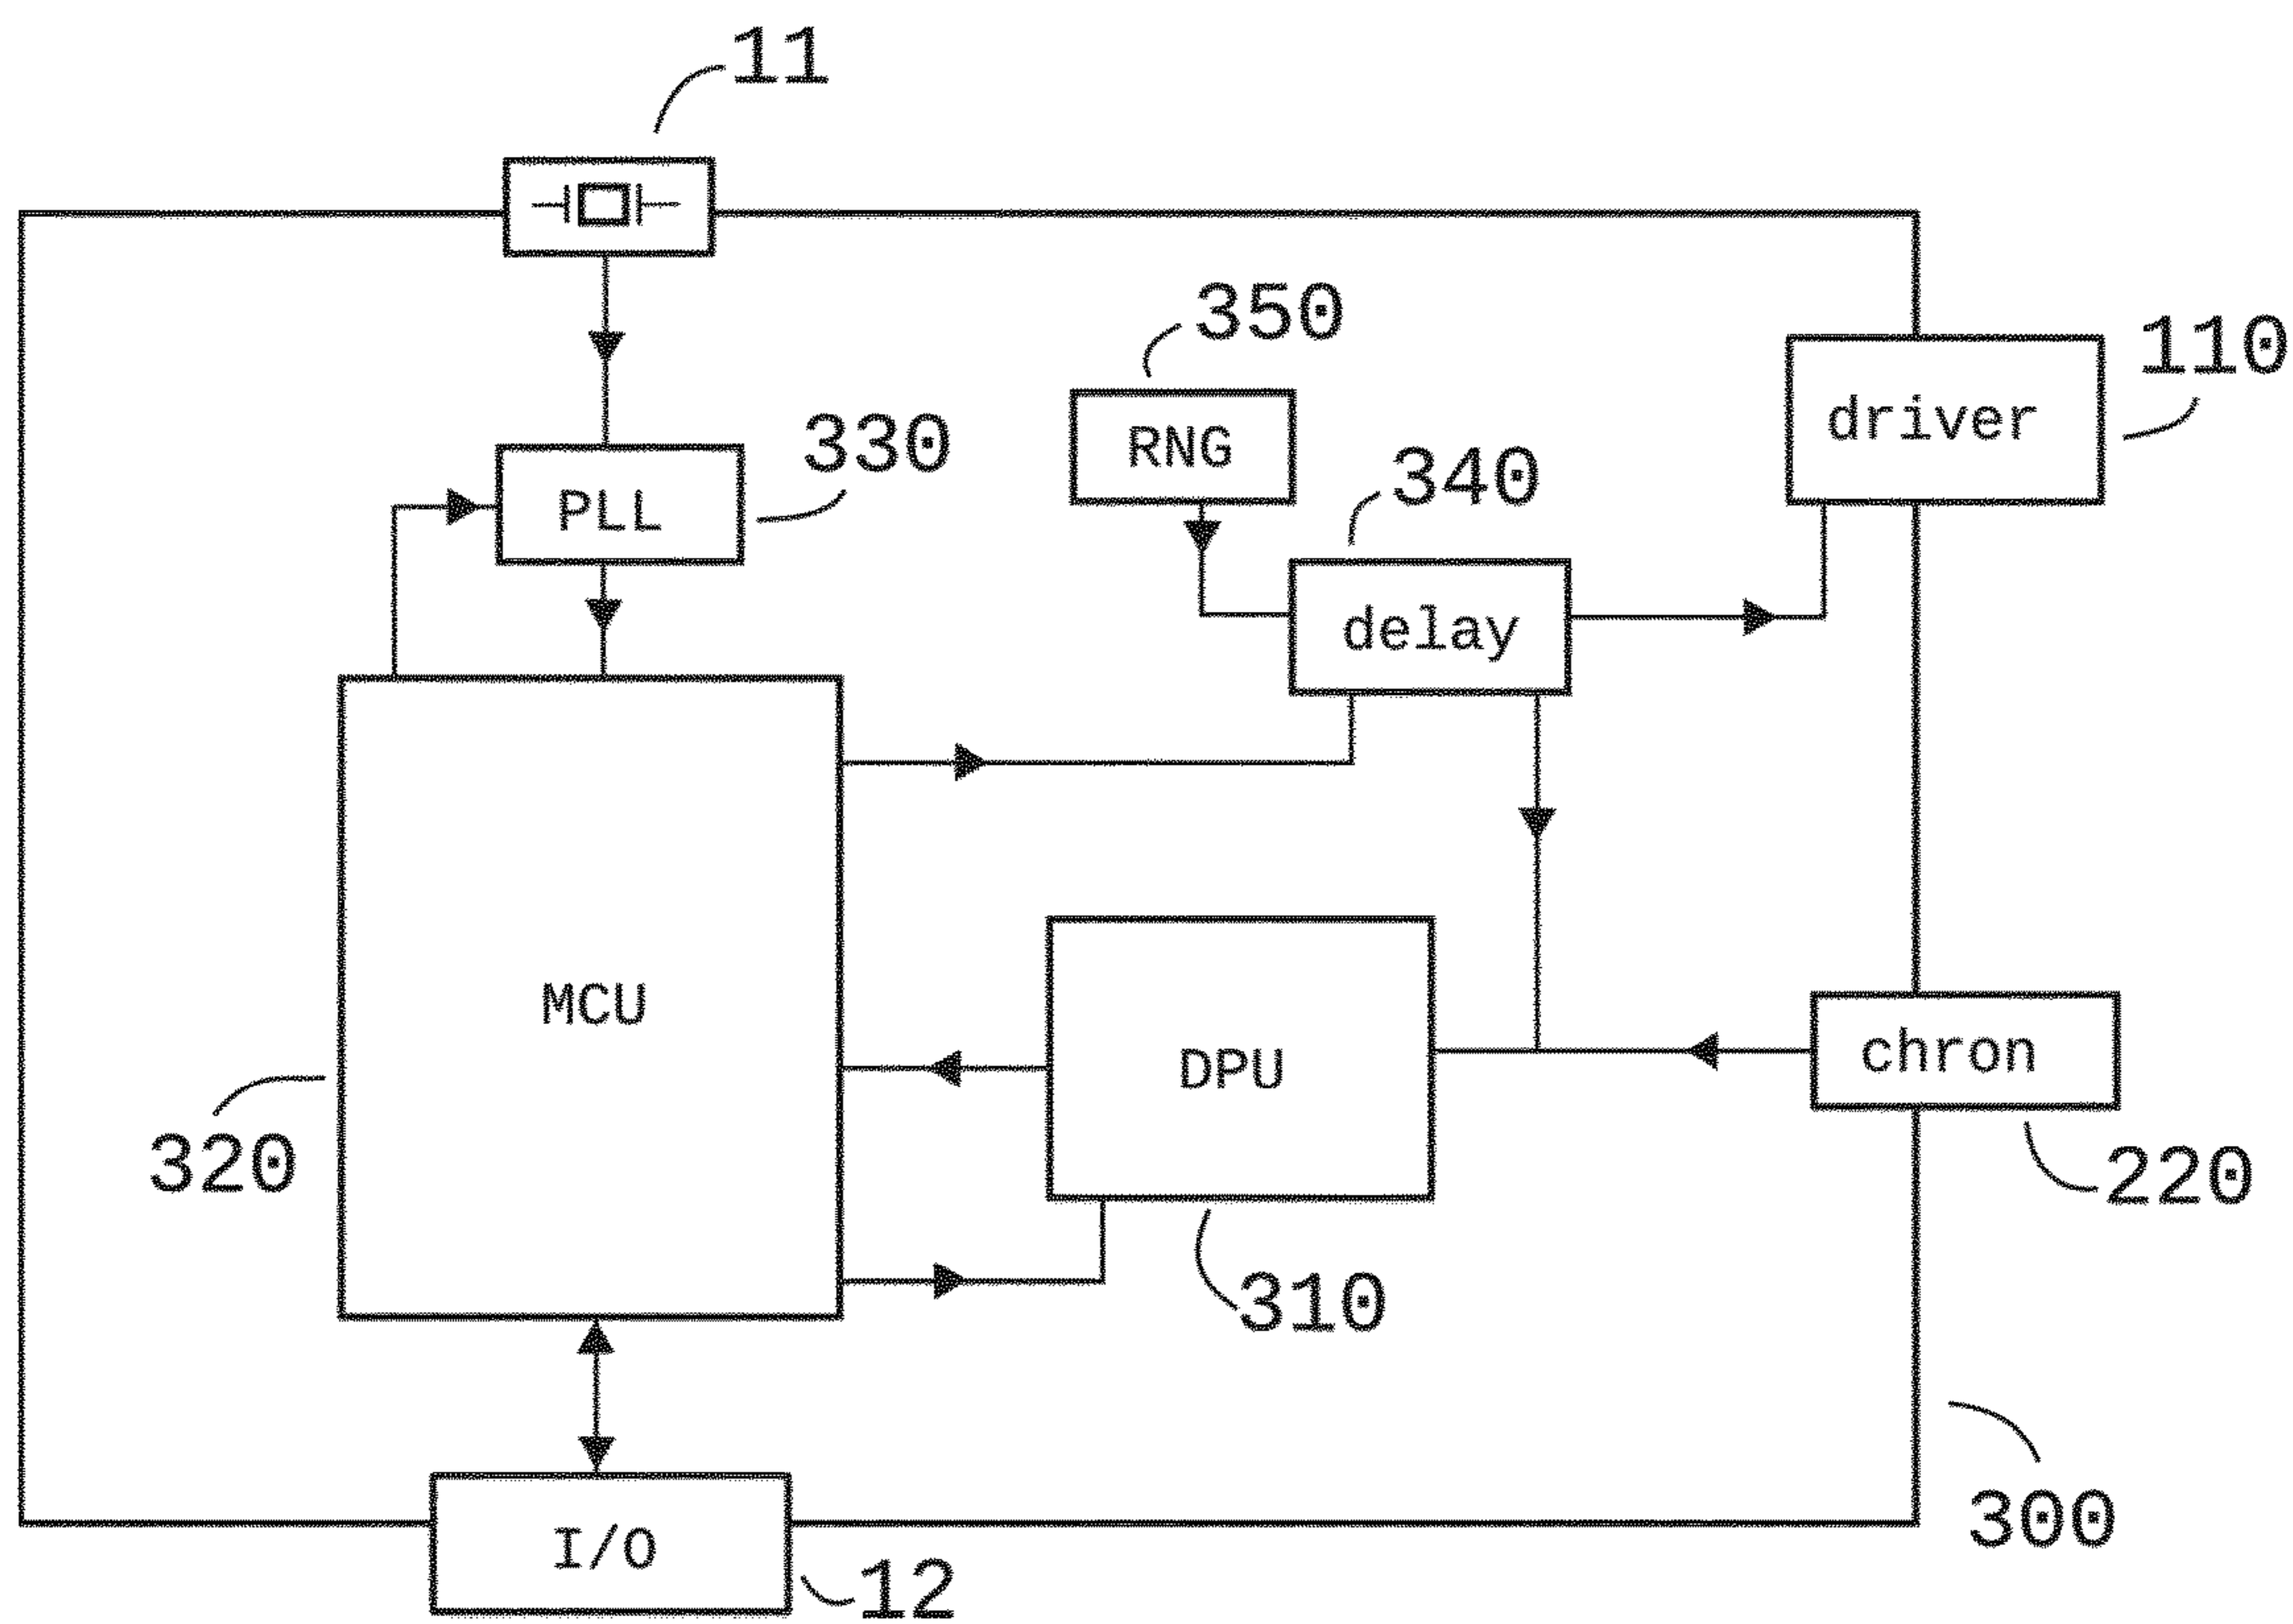 11
350
110
driver
330
RNG
340
PLL
delay
MCU
chron
DPU
320
220
310
300
I/O
12